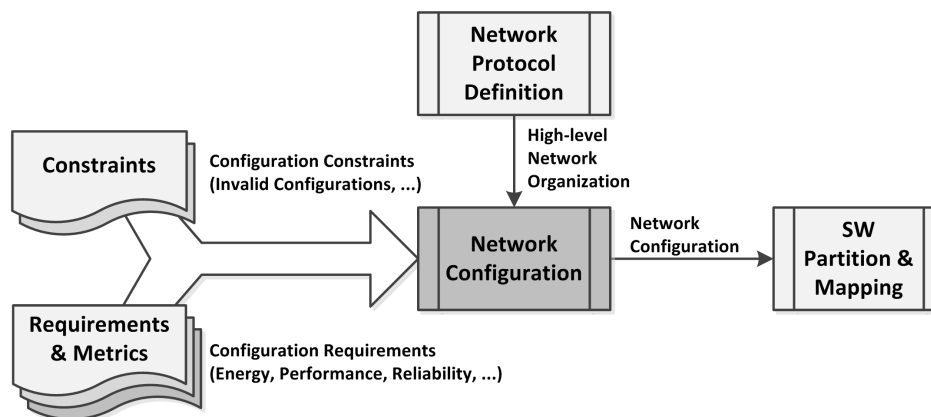 Network
Protocol
Definition
High-level
Network
Organization
Constraints
Configuration Constraints
(Invalid Configurations, ...)
Network
Configuration
Network
Configuration
SW
Partition &
Mapping
Requirements
& Metrics
Configuration Requirements
(Energy, Performance, Reliability, ...)